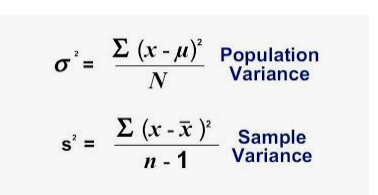 σ² = Σ (x - μ)² / N Population Variance
s² = Σ (x - x̄)² / n - 1 Sample Variance